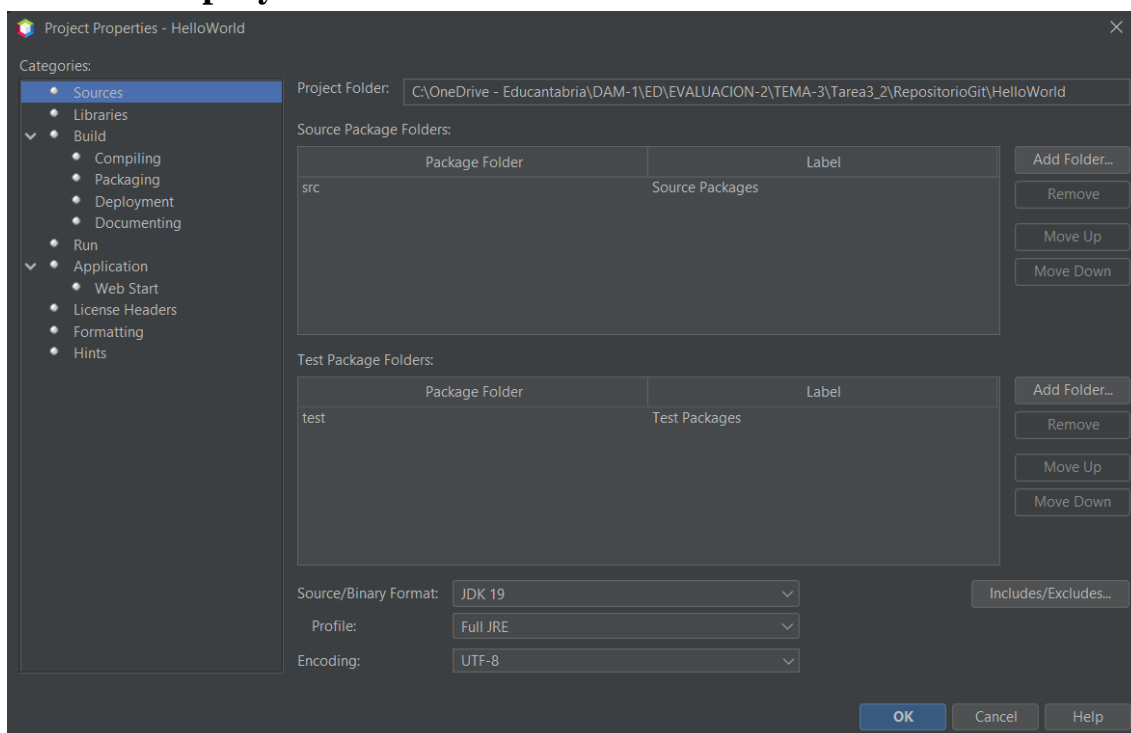 Project Properties - HelloWorld
Categories:
Sources
Libraries
Build
Compiling
Packaging
Deployment
Documenting
Run
Application
Web Start
License Headers
Formatting
Hints
Project Folder: C:\OneDrive - Educantabria\DAM-1\ED\EVALUACION-2\TEMA-3\Tarea3_2\RepositorioGit\HelloWorld
Source Package Folders:
Package Folder Label
src Source Packages
Add Folder...
Remove
Move Up
Move Down
Test Package Folders:
Package Folder Label
test Test Packages
Add Folder...
Remove
Move Up
Move Down
Source/Binary Format: JDK 19 Includes/Excludes...
Profile: Full JRE
Encoding: UTF-8
OK Cancel Help